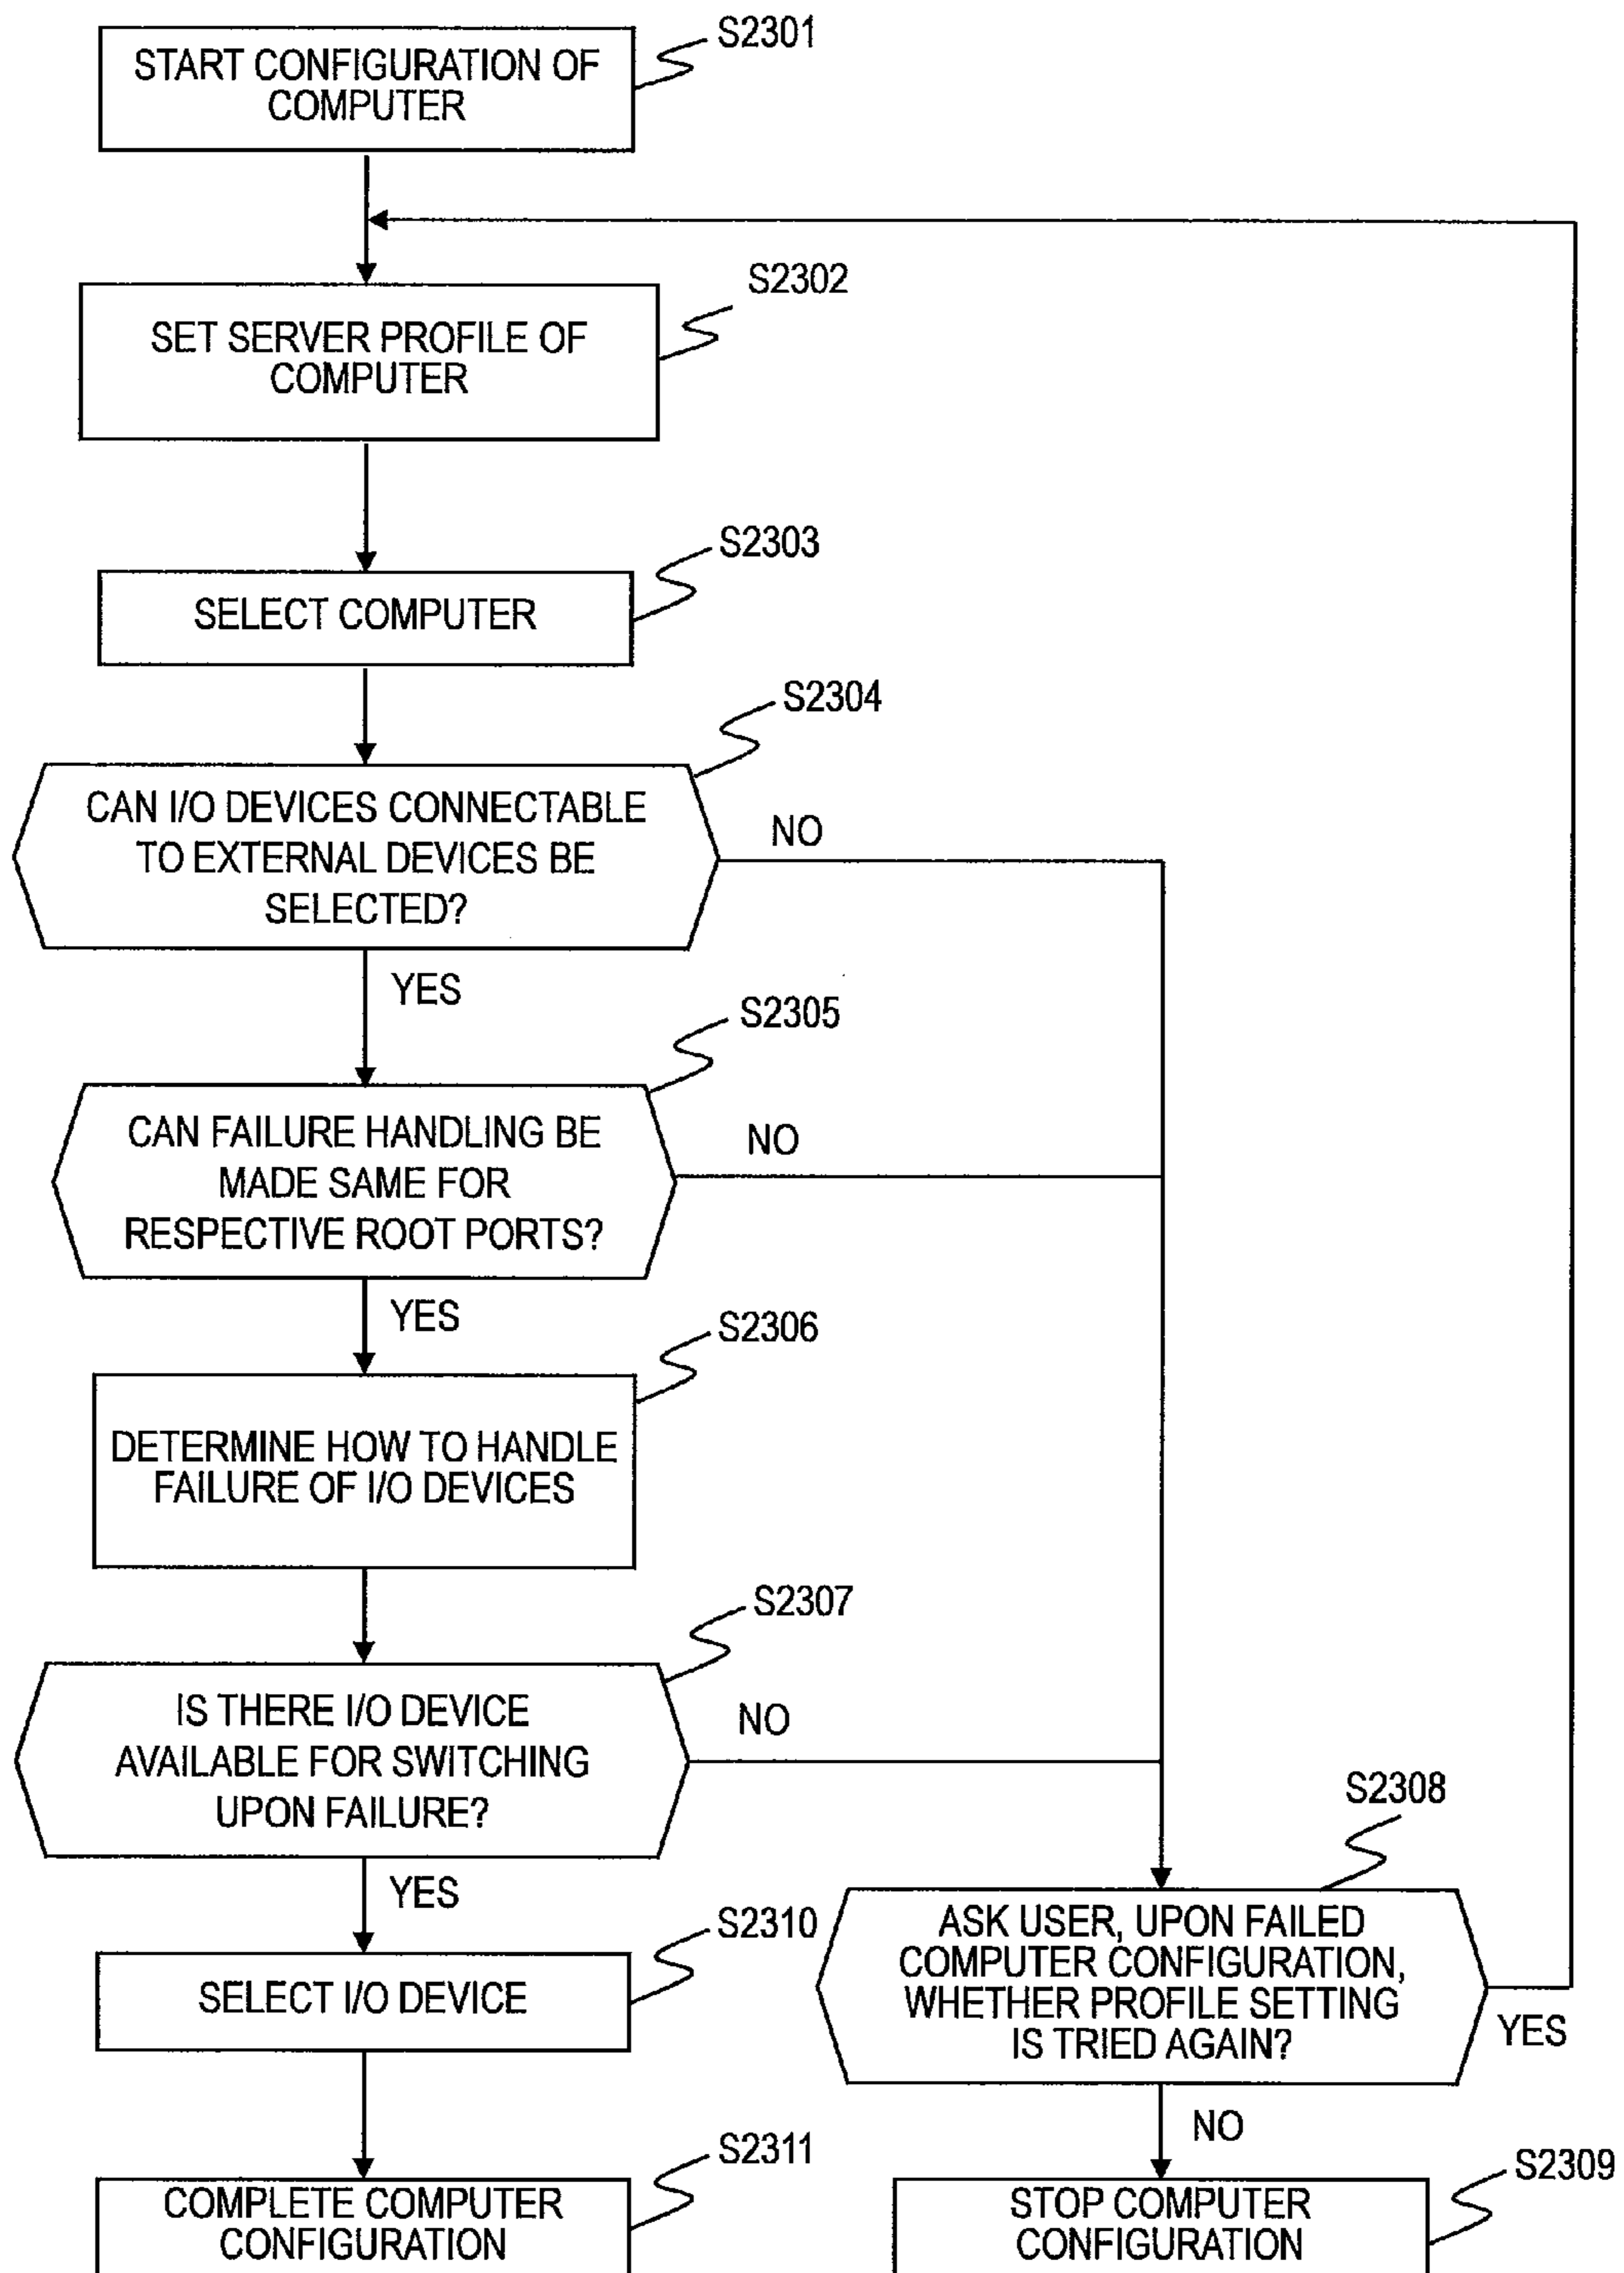 S2301
START CONFIGURATION OF
COMPUTER
S2302
SET SERVER PROFILE OF
COMPUTER
S2303
SELECT COMPUTER
S2304
CAN I/O DEVICES CONNECTABLE
TO EXTERNAL DEVICES BE
SELECTED?
NO
YES
S2305
CAN FAILURE HANDLING BE
MADE SAME FOR
RESPECTIVE ROOT PORTS?
NO
YES
S2306
DETERMINE HOW TO HANDLE
FAILURE OF I/O DEVICES
S2307
IS THERE I/O DEVICE
AVAILABLE FOR SWITCHING
UPON FAILURE?
NO
YES
S2308
ASK USER, UPON FAILED
COMPUTER CONFIGURATION,
WHETHER PROFILE SETTING
IS TRIED AGAIN?
YES
NO
S2310
SELECT I/O DEVICE
S2311
COMPLETE COMPUTER
CONFIGURATION
S2309
STOP COMPUTER
CONFIGURATION